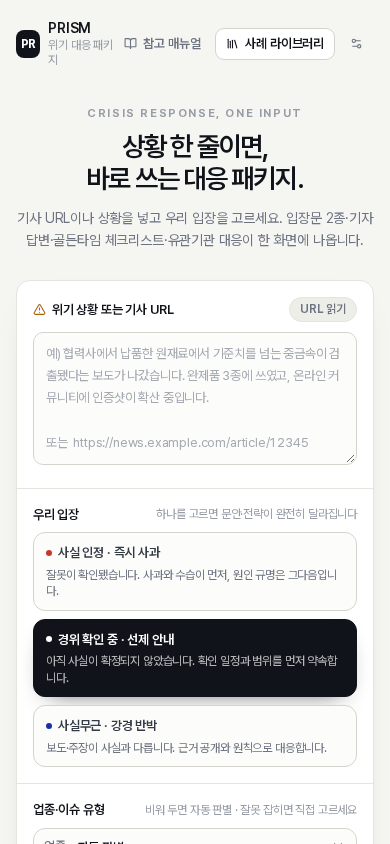 PR
PRISM
위기 대응 패키
지
참고 매뉴얼
사례 라이브러리
CRISIS RESPONSE, ONE INPUT
상황 한 줄이면,
바로 쓰는 대응 패키지.
기사 URL이나 상황을 넣고 우리 입장을 고르세요. 입장문 2종·기자
답변·골든타임 체크리스트·유관기관 대응이 한 화면에 나옵니다.
위기 상황 또는 기사 URL
URL 읽기
예) 협력사에서 납품한 원재료에서 기준치를 넘는 중금속이 검
출됐다는 보도가 나갔습니다. 완제품 3종에 쓰였고, 온라인 커
뮤니티에 인증샷이 확산 중입니다.
또는 https://news.example.com/article/12345
우리 입장
하나를 고르면 문안·전략이 완전히 달라집니다
사실 인정 · 즉시 사과
잘못이 확인됐습니다. 사과와 수습이 먼저, 원인 규명은 그다음입니
다.
경위 확인 중 · 선제 안내
아직 사실이 확정되지 않았습니다. 확인 일정과 범위를 먼저 약속합
니다.
사실무근 · 강경 반박
보도·주장이 사실과 다릅니다. 근거 공개와 원칙으로 대응합니다.
업종·이슈 유형
비워 두면 자동 판별 · 잘못 잡히면 직접 고르세요